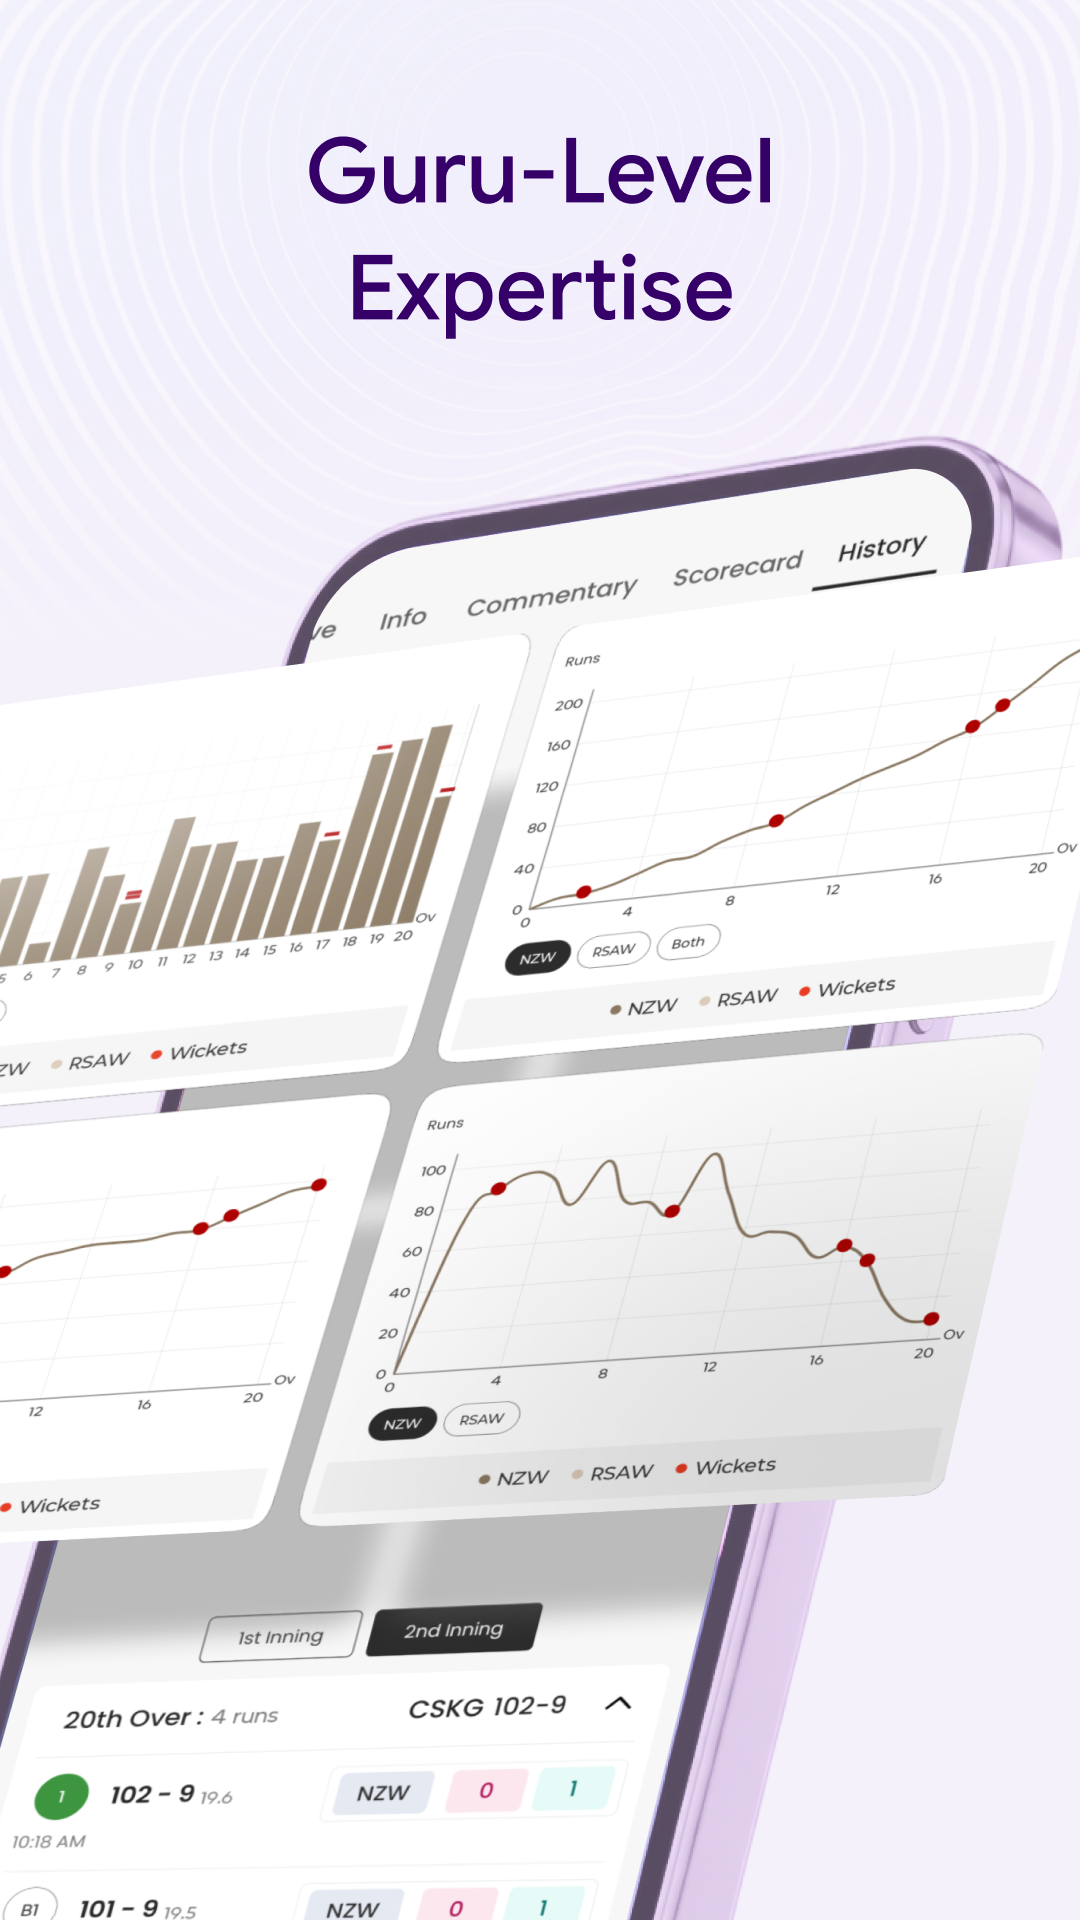 Guru-Level
Expertise
ve Info Commentary Scorecard History
5 6 7 8 9 10 11 12 13 14 15 16 17 18 19 20
Ov
ZW RSAW Wickets
Runs
200
160
120
80
40
0
0 4 8 12 16 20
Ov
NZW RSAW Both
NZW RSAW Wickets
12 16 20
Ov
Wickets
Runs
100
80
60
40
20
0
0 4 8 12 16 20
Ov
NZW RSAW
NZW RSAW Wickets
1st Inning 2nd Inning
20th Over : 4 runs CSKG 102-9
1 102 - 9 19.6 NZW 0 1
10:18 AM
B1 101 - 9 19.5 NZW 0 1